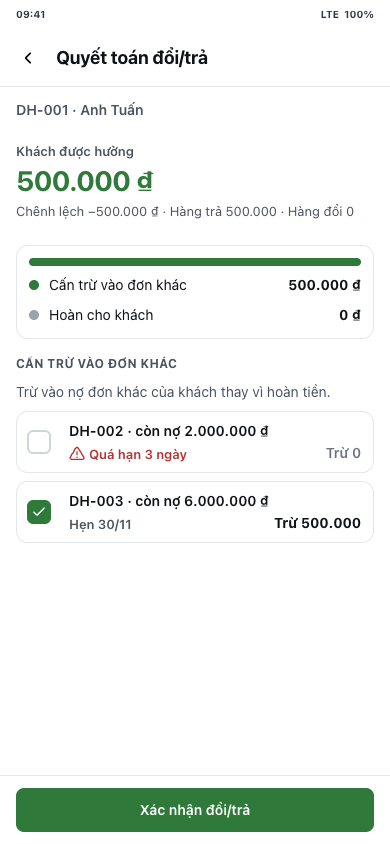 09:41
LTE 100%
Quyết toán đổi/trả
DH-001 · Anh Tuấn
Khách được hưởng
500.000 ₫
Chênh lệch −500.000 ₫ · Hàng trả 500.000 · Hàng đổi 0
Cấn trừ vào đơn khác 500.000 ₫
Hoàn cho khách 0 ₫
CẤN TRỪ VÀO ĐƠN KHÁC
Trừ vào nợ đơn khác của khách thay vì hoàn tiền.
DH-002 · còn nợ 2.000.000 ₫
Quá hạn 3 ngày Trừ 0
DH-003 · còn nợ 6.000.000 ₫
Hẹn 30/11 Trừ 500.000
Xác nhận đổi/trả